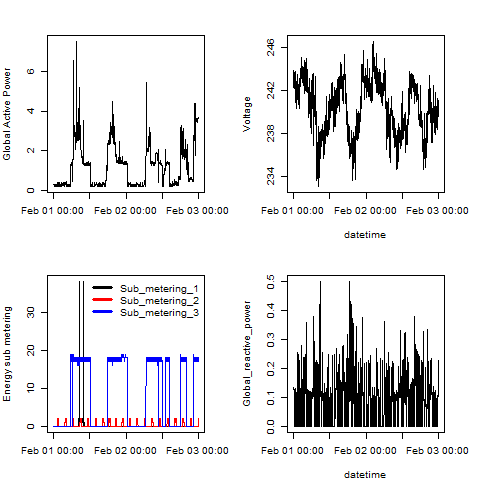 Global Active Power
0 2 4 6
Feb 01 00:00 Feb 02 00:00 Feb 03 00:00
Voltage
234 238 242 246
Feb 01 00:00 Feb 02 00:00 Feb 03 00:00
datetime
Energy sub metering
0 10 20 30
Sub_metering_1
Sub_metering_2
Sub_metering_3
Feb 01 00:00 Feb 02 00:00 Feb 03 00:00
Global_reactive_power
0.0 0.1 0.2 0.3 0.4 0.5
Feb 01 00:00 Feb 02 00:00 Feb 03 00:00
datetime